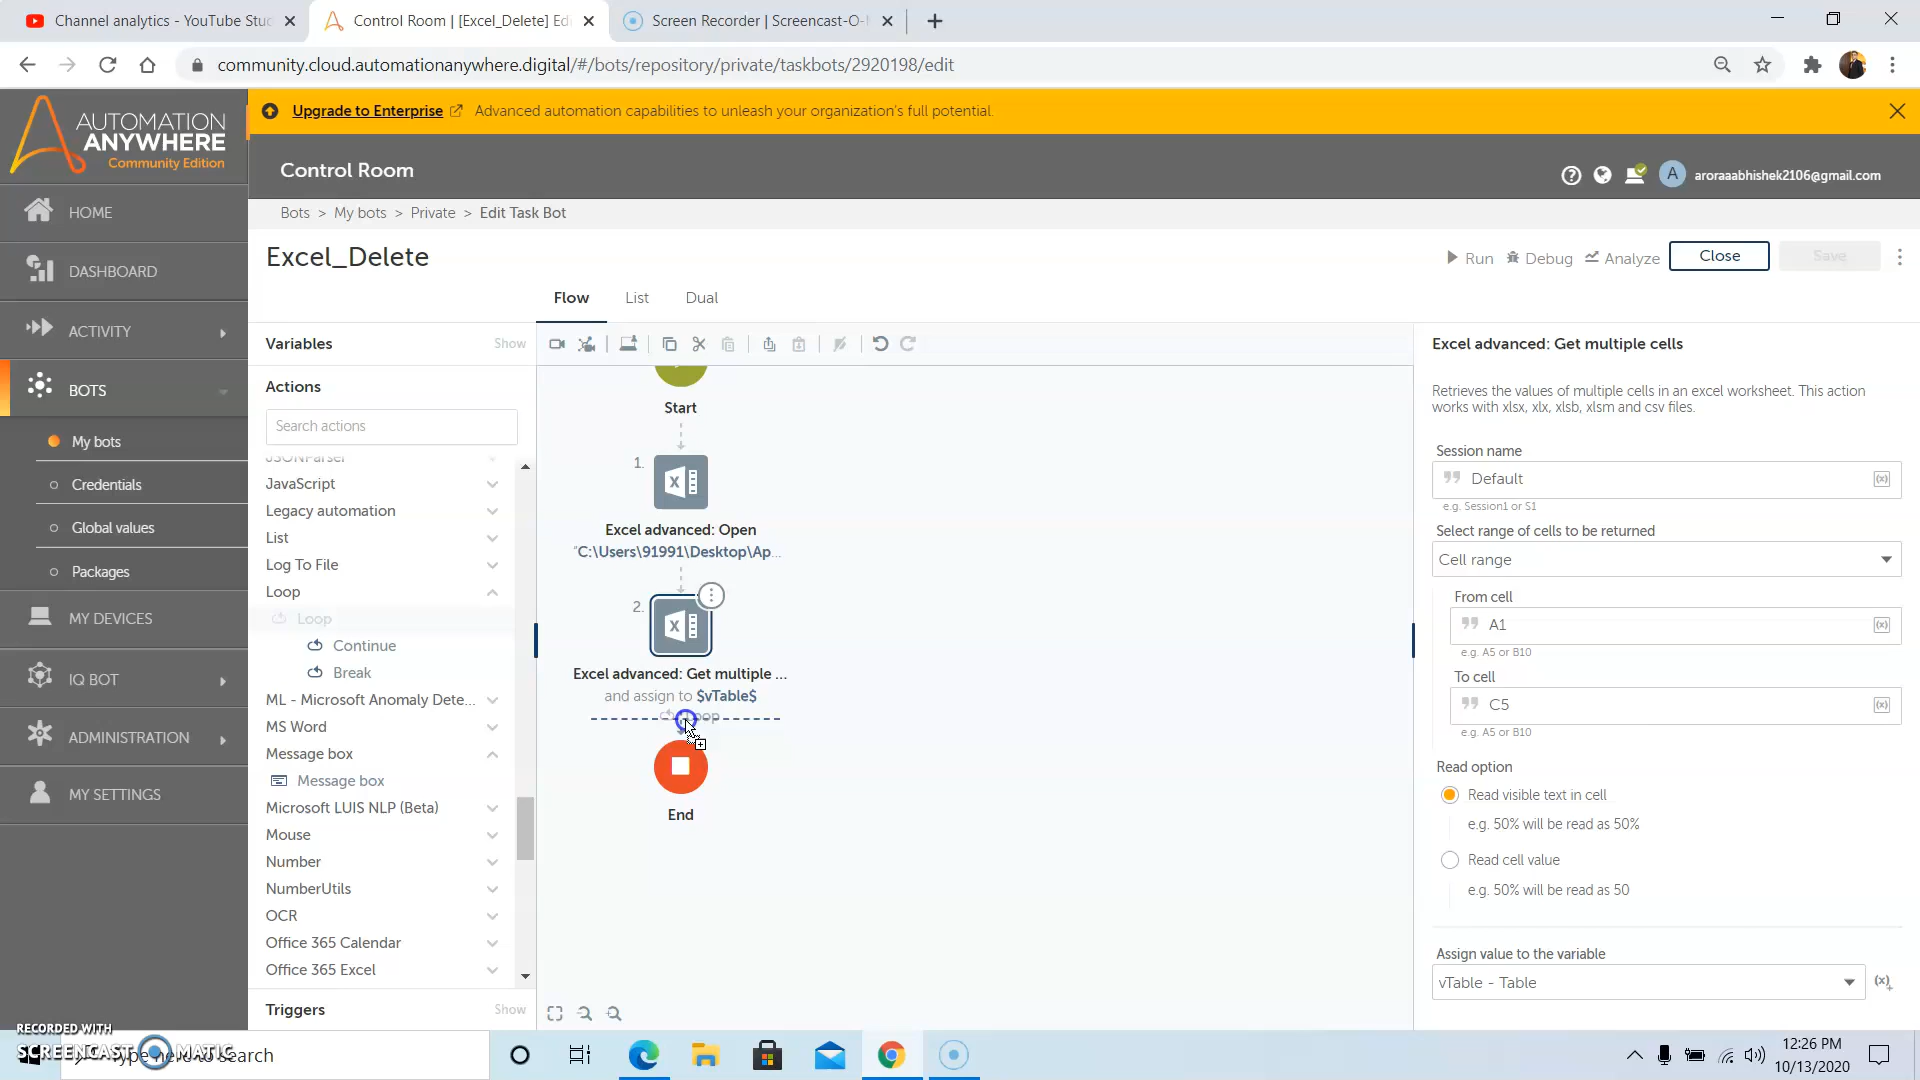 Channel analytics - YouTube Stu
Control Room | [Excel_Delete] Ed
Screen Recorder | Screencast-O-
community.cloud.automationanywhere.digital/#/bots/repository/private/taskbots/2920198/edit
AUTOMATION
ANYWHERE
Community Edition
Upgrade to Enterprise
Advanced automation capabilities to unleash your organization's full potential.
Control Room
A
aroraaabhishek2106@gmail.com
Bots > My bots > Private > Edit Task Bot
Excel_Delete
Run
Debug
Analyze
Close
Save
Flow
List
Dual
HOME
DASHBOARD
ACTIVITY
BOTS
My bots
Credentials
Global values
Packages
MY DEVICES
IQ BOT
ADMINISTRATION
MY SETTINGS
Variables
Show
Actions
Search actions
JSONParser
JavaScript
Legacy automation
List
Log To File
Loop
Loop
Continue
Break
ML - Microsoft Anomaly Dete...
MS Word
Message box
Message box
Microsoft LUIS NLP (Beta)
Mouse
Number
NumberUtils
OCR
Office 365 Calendar
Office 365 Excel
Triggers
Show
Start
1.
Excel advanced: Open
"C:\Users\91991\Desktop\Ap...
2.
Excel advanced: Get multiple ...
and assign to $vTable$
Loop
End
Excel advanced: Get multiple cells
Retrieves the values of multiple cells in an excel worksheet. This action
works with xlsx, xlx, xlsb, xlsm and csv files.
Session name
Default
(x)
e.g. Session1 or S1
Select range of cells to be returned
Cell range
From cell
A1
(x)
e.g. A5 or B10
To cell
C5
(x)
e.g. A5 or B10
Read option
Read visible text in cell
e.g. 50% will be read as 50%
Read cell value
e.g. 50% will be read as 50
Assign value to the variable
vTable - Table
(x)+
RECORDED WITH
SCREENCAST MATIC
Type here to search
12:26 PM
10/13/2020